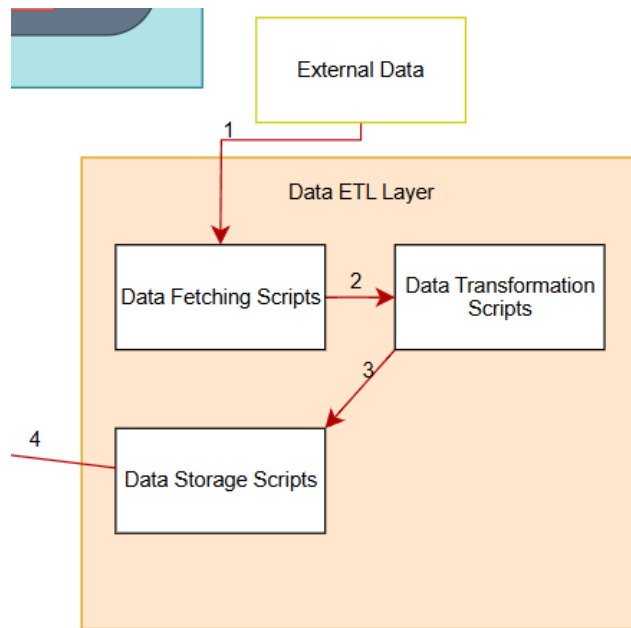 External Data
1
Data ETL Layer
Data Fetching Scripts
2
Data Transformation
Scripts
3
4
Data Storage Scripts